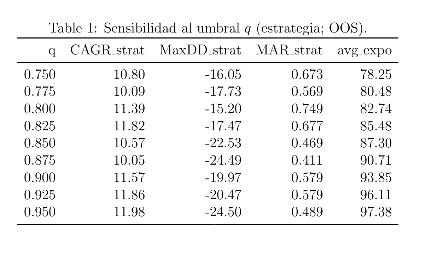 Table 1: Sensibilidad al umbral q (estrategia; OOS).
q CAGR_strat MaxDD_strat MAR_strat avg_expo
0.750 10.80 -16.05 0.673 78.25
0.775 10.09 -17.73 0.569 80.48
0.800 11.39 -15.20 0.749 82.74
0.825 11.82 -17.47 0.677 85.48
0.850 10.57 -22.53 0.469 87.30
0.875 10.05 -24.49 0.411 90.71
0.900 11.57 -19.97 0.579 93.85
0.925 11.86 -20.47 0.579 96.11
0.950 11.98 -24.50 0.489 97.38